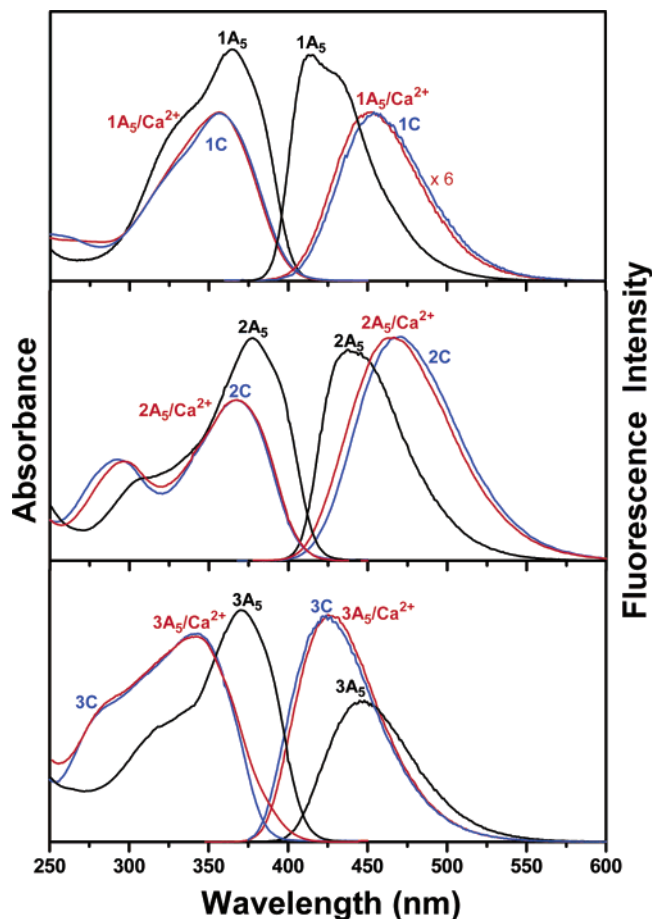 1A₅
1A₅
1A₅/Ca²⁺
1C
1A₅/Ca²⁺
1C
x 6
2A₅
2A₅
2A₅/Ca²⁺
2C
2A₅/Ca²⁺
2C
3A₅/Ca²⁺
3C
3A₅
3C
3A₅/Ca²⁺
3A₅
Absorbance
Fluorescence Intensity
250 300 350 400 450 500 550 600
Wavelength (nm)